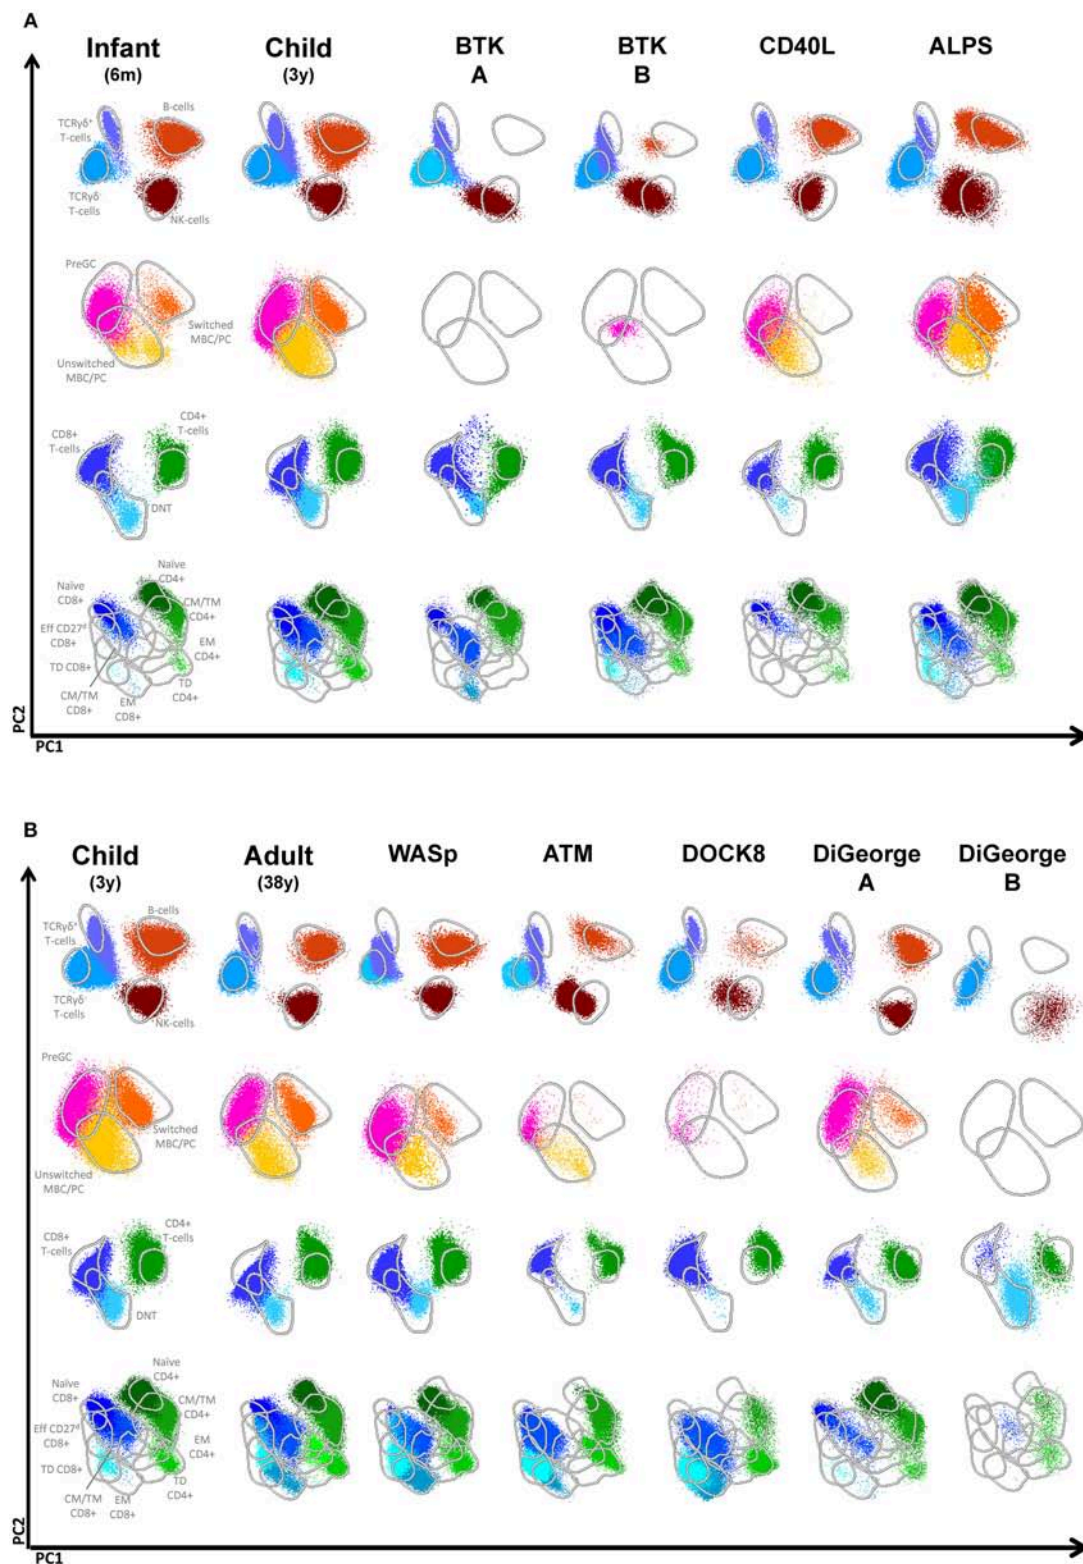 A
Infant
(6m)
Child
(3y)
BTK
A
BTK
B
CD40L
ALPS
B-cells
TCRγδ⁺
T-cells
TCRγδ⁻
T-cells
NK-cells
PreGC
Switched
MBC/PC
Unswitched
MBC/PC
CD8+
T-cells
CD4+
T-cells
DNT
Naïve
CD4+
Naïve
CD8+
CM/TM
CD4+
Eff CD27ᵈ
CD8+
EM
CD4+
TD CD8+
TD
CD4+
CM/TM
CD8+
EM
CD8+
PC2
PC1
B
Child
(3y)
Adult
(38y)
WASp
ATM
DOCK8
DiGeorge
A
DiGeorge
B
B-cells
TCRγδ⁺
T-cells
TCRγδ⁻
T-cells
NK-cells
PreGC
Switched
MBC/PC
Unswitched
MBC/PC
CD8+
T-cells
CD4+
T-cells
DNT
Naïve
CD4+
Naïve
CD8+
CM/TM
CD4+
Eff CD27ᵈ
CD8+
EM
CD4+
TD CD8+
TD
CD4+
CM/TM
CD8+
EM
CD8+
PC2
PC1